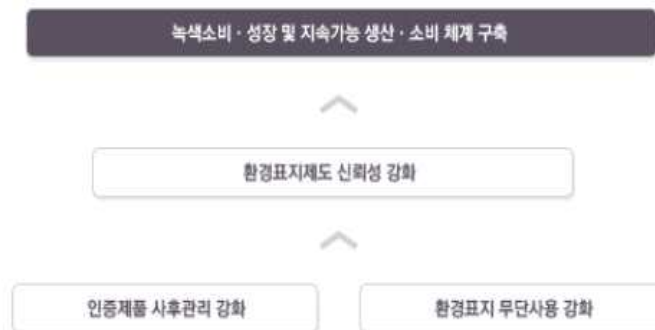 녹색소비 · 성장 및 지속가능 생산 · 소비 체계 구축
환경표지제도 신뢰성 강화
인증제품 사후관리 강화
환경표지 무단사용 강화